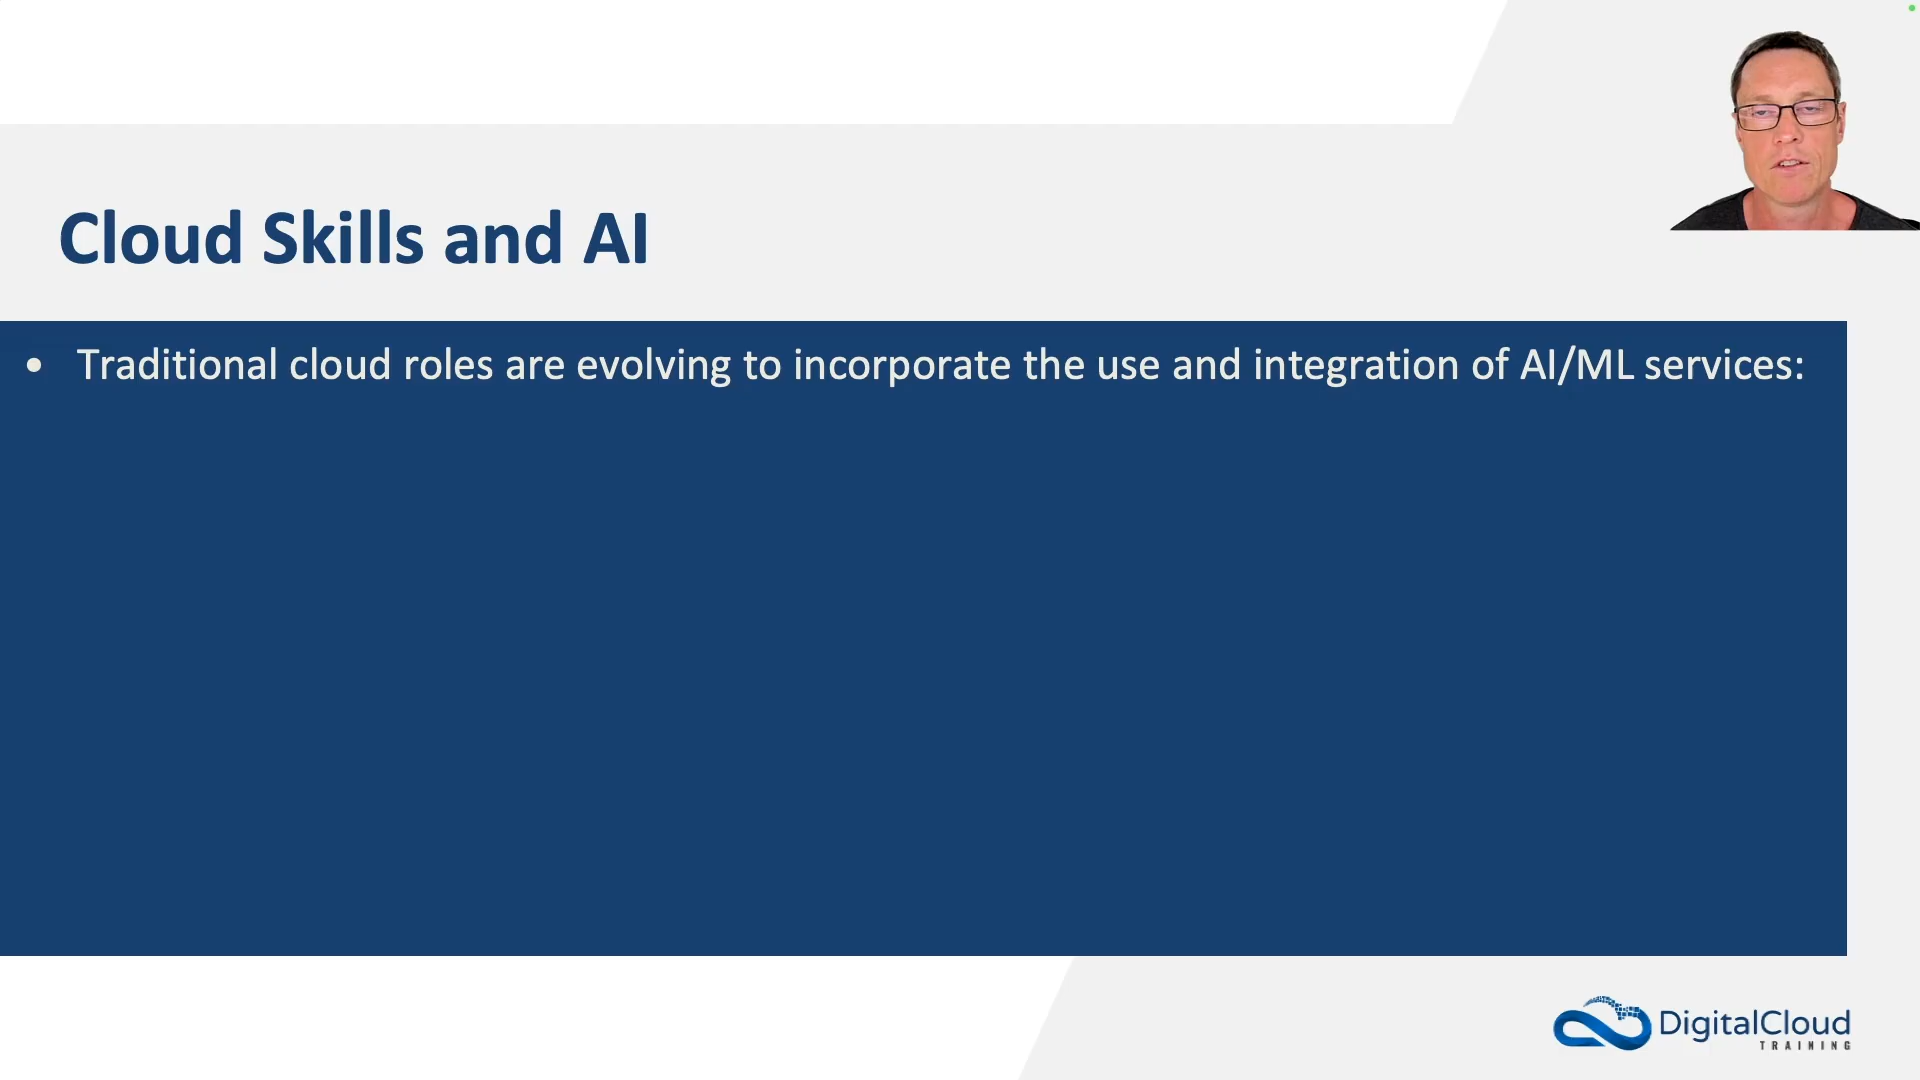 Cloud Skills and AI
• Traditional cloud roles are evolving to incorporate the use and integration of AI/ML services:
DigitalCloud
TRAINING